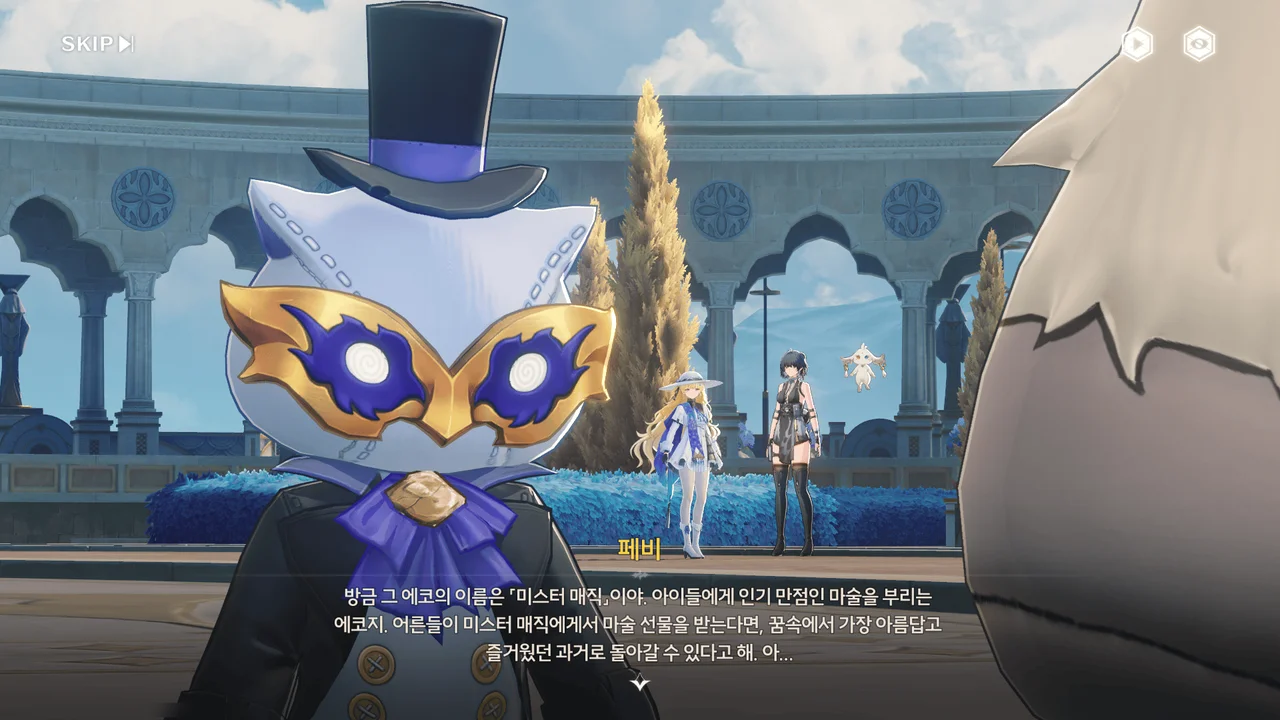 SKIP
페비
방금 그 에코의 이름은 「미스터 매직」이야. 아이들에게 인기 만점인 마술을 부리는
에코지. 어른들이 미스터 매직에게서 마술 선물을 받는다면, 꿈속에서 가장 아름답고
즐거웠던 과거로 돌아갈 수 있다고 해. 아...